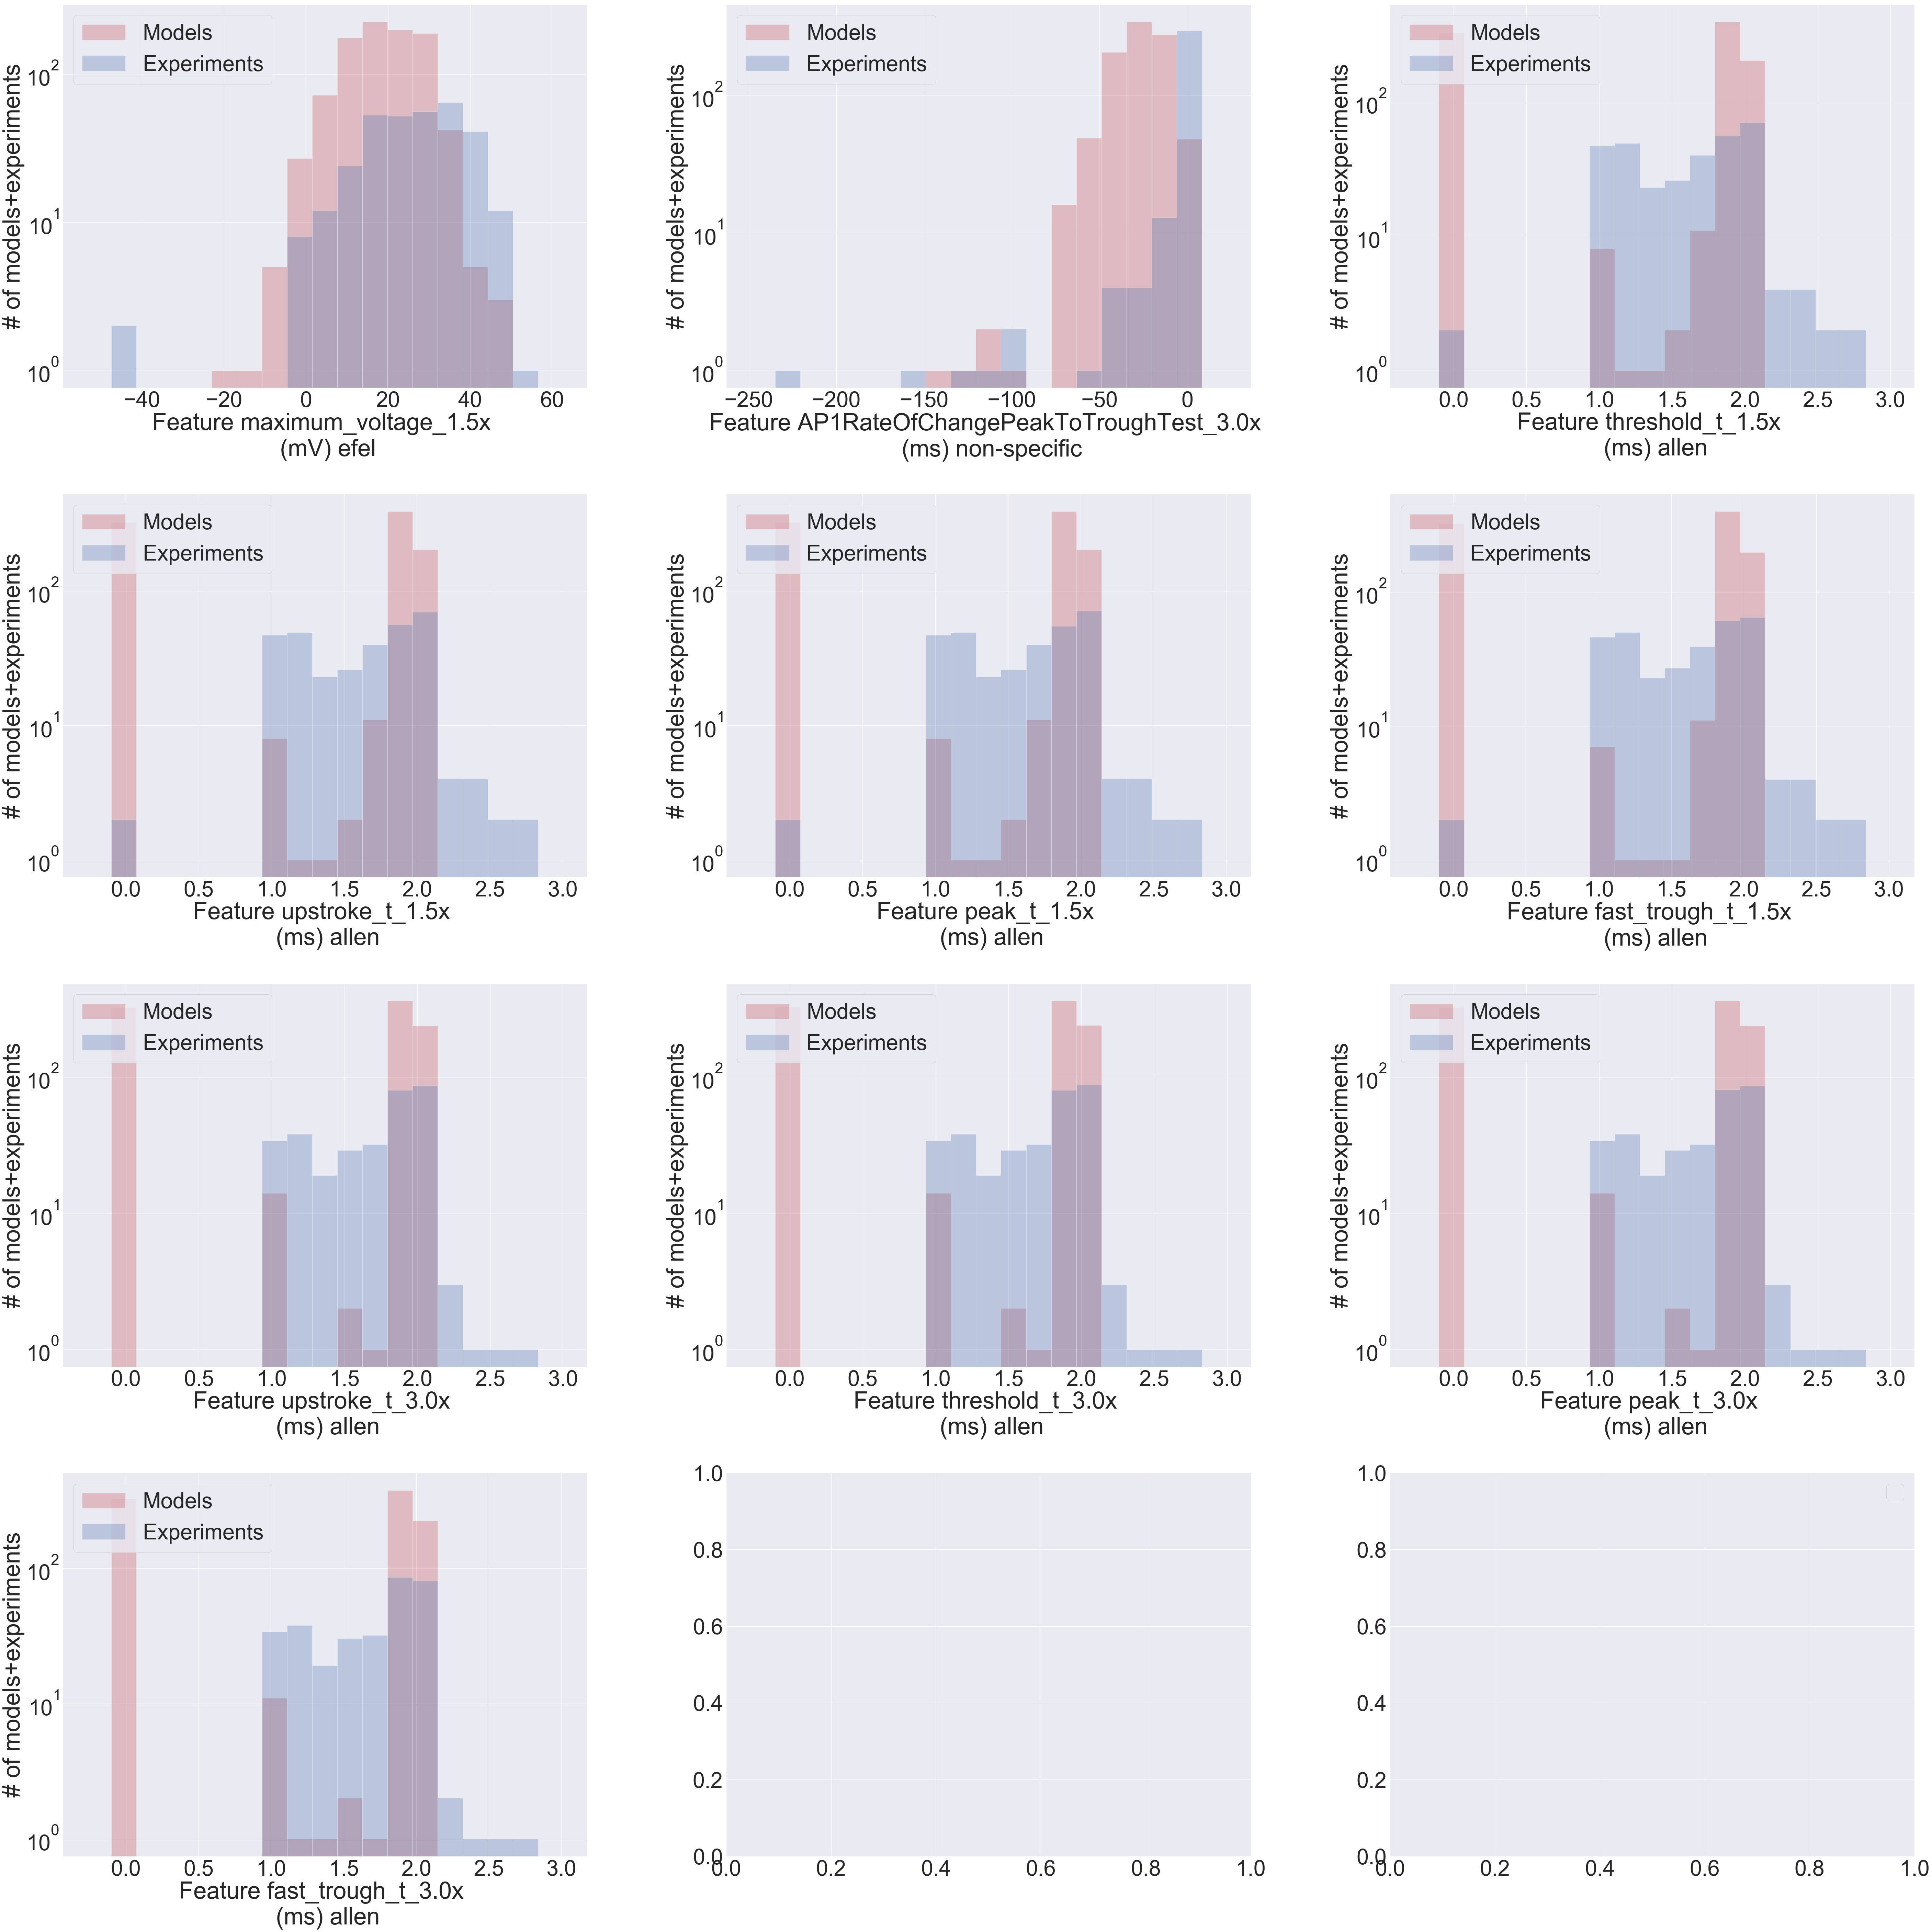 Models
Experiments
# of models+experiments
10^2
10^1
10^0
−40 −20 0 20 40 60
Feature maximum_voltage_1.5x
(mV) efel
Models
Experiments
# of models+experiments
10^2
10^1
10^0
−250 −200 −150 −100 −50 0
Feature AP1RateOfChangePeakToTroughTest_3.0x
(ms) non-specific
Models
Experiments
# of models+experiments
10^2
10^1
10^0
0.0 0.5 1.0 1.5 2.0 2.5 3.0
Feature threshold_t_1.5x
(ms) allen
Models
Experiments
# of models+experiments
10^2
10^1
10^0
0.0 0.5 1.0 1.5 2.0 2.5 3.0
Feature upstroke_t_1.5x
(ms) allen
Models
Experiments
# of models+experiments
10^2
10^1
10^0
0.0 0.5 1.0 1.5 2.0 2.5 3.0
Feature peak_t_1.5x
(ms) allen
Models
Experiments
# of models+experiments
10^2
10^1
10^0
0.0 0.5 1.0 1.5 2.0 2.5 3.0
Feature fast_trough_t_1.5x
(ms) allen
Models
Experiments
# of models+experiments
10^2
10^1
10^0
0.0 0.5 1.0 1.5 2.0 2.5 3.0
Feature upstroke_t_3.0x
(ms) allen
Models
Experiments
# of models+experiments
10^2
10^1
10^0
0.0 0.5 1.0 1.5 2.0 2.5 3.0
Feature threshold_t_3.0x
(ms) allen
Models
Experiments
# of models+experiments
10^2
10^1
10^0
0.0 0.5 1.0 1.5 2.0 2.5 3.0
Feature peak_t_3.0x
(ms) allen
Models
Experiments
# of models+experiments
10^2
10^1
10^0
0.0 0.5 1.0 1.5 2.0 2.5 3.0
Feature fast_trough_t_3.0x
(ms) allen
1.0
0.8
0.6
0.4
0.2
0.0
0.0 0.2 0.4 0.6 0.8 1.0
1.0
0.8
0.6
0.4
0.2
0.0
0.0 0.2 0.4 0.6 0.8 1.0